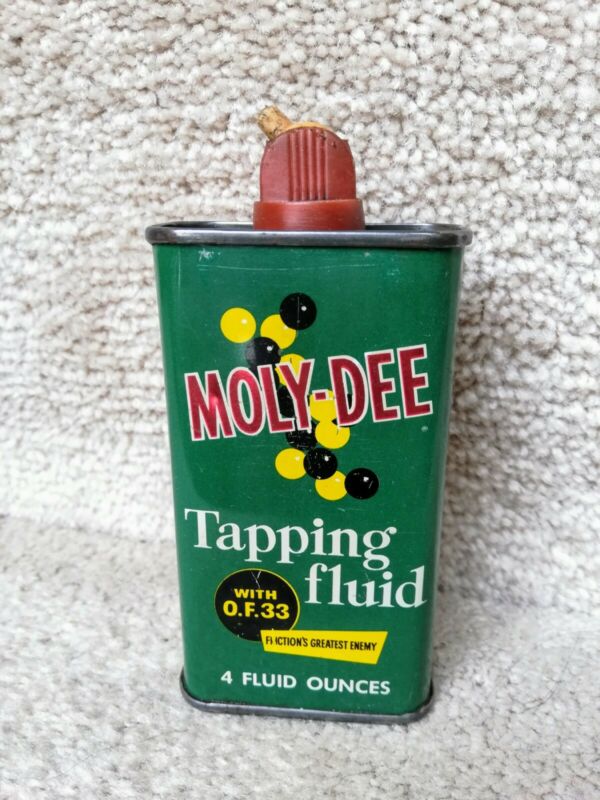 MOLY-DEE
Tapping
fluid
WITH
O.F.33
FRICTION'S GREATEST ENEMY
4 FLUID OUNCES